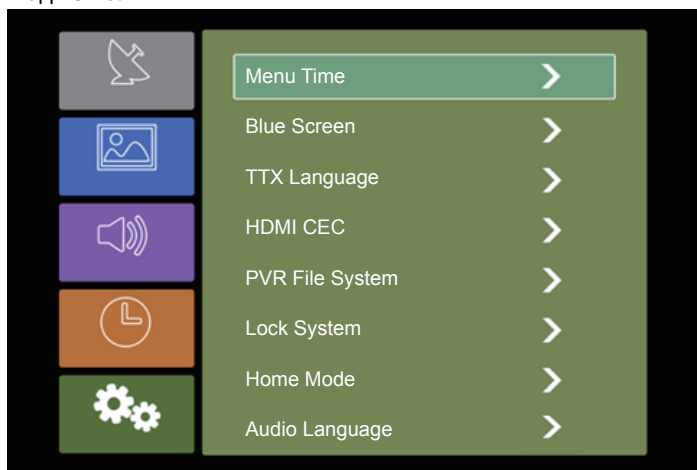 Menu Time
Blue Screen
TTX Language
HDMI CEC
PVR File System
Lock System
Home Mode
Audio Language